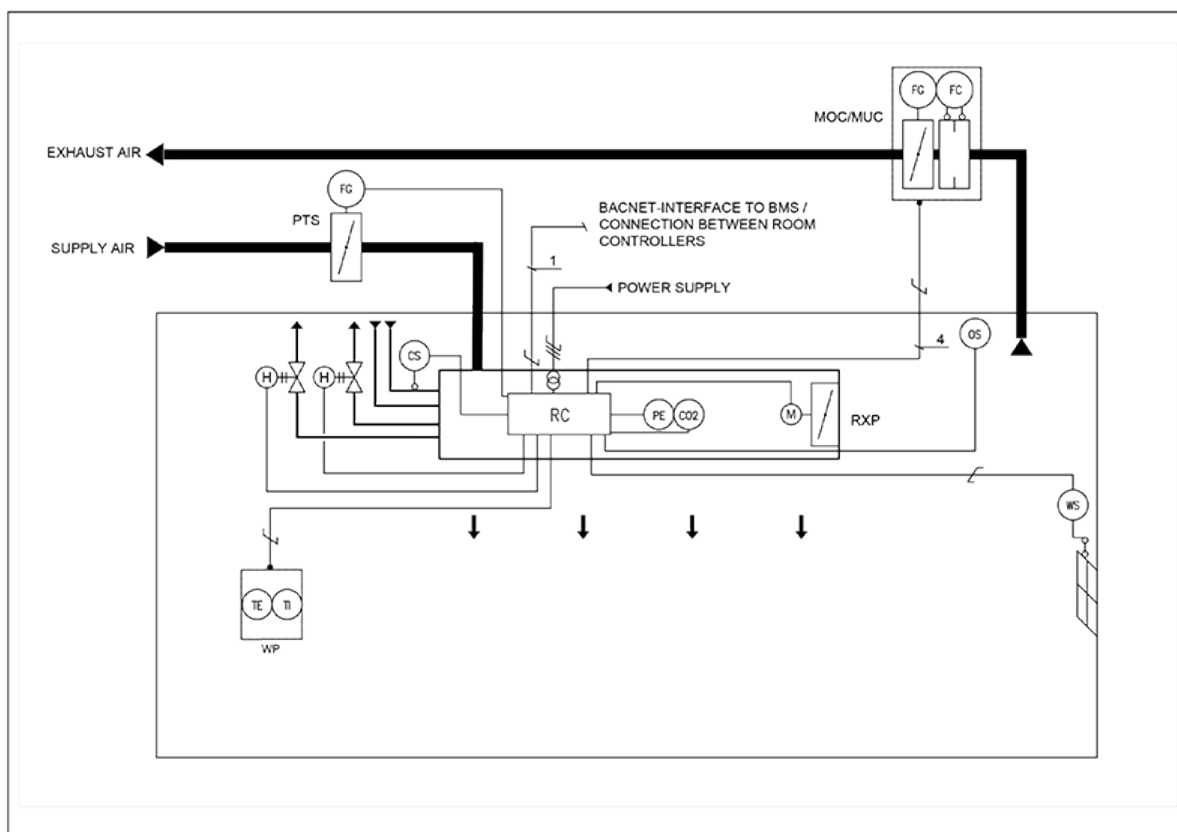 FG
FC
MOC/MUC
EXHAUST AIR
FG
PTS
BACNET-INTERFACE TO BMS /
CONNECTION BETWEEN ROOM
CONTROLLERS
SUPPLY AIR
1
POWER SUPPLY
OS
4
CS
H
H
RC
PE
CO2
M
RXP
WS
TE
TI
WP